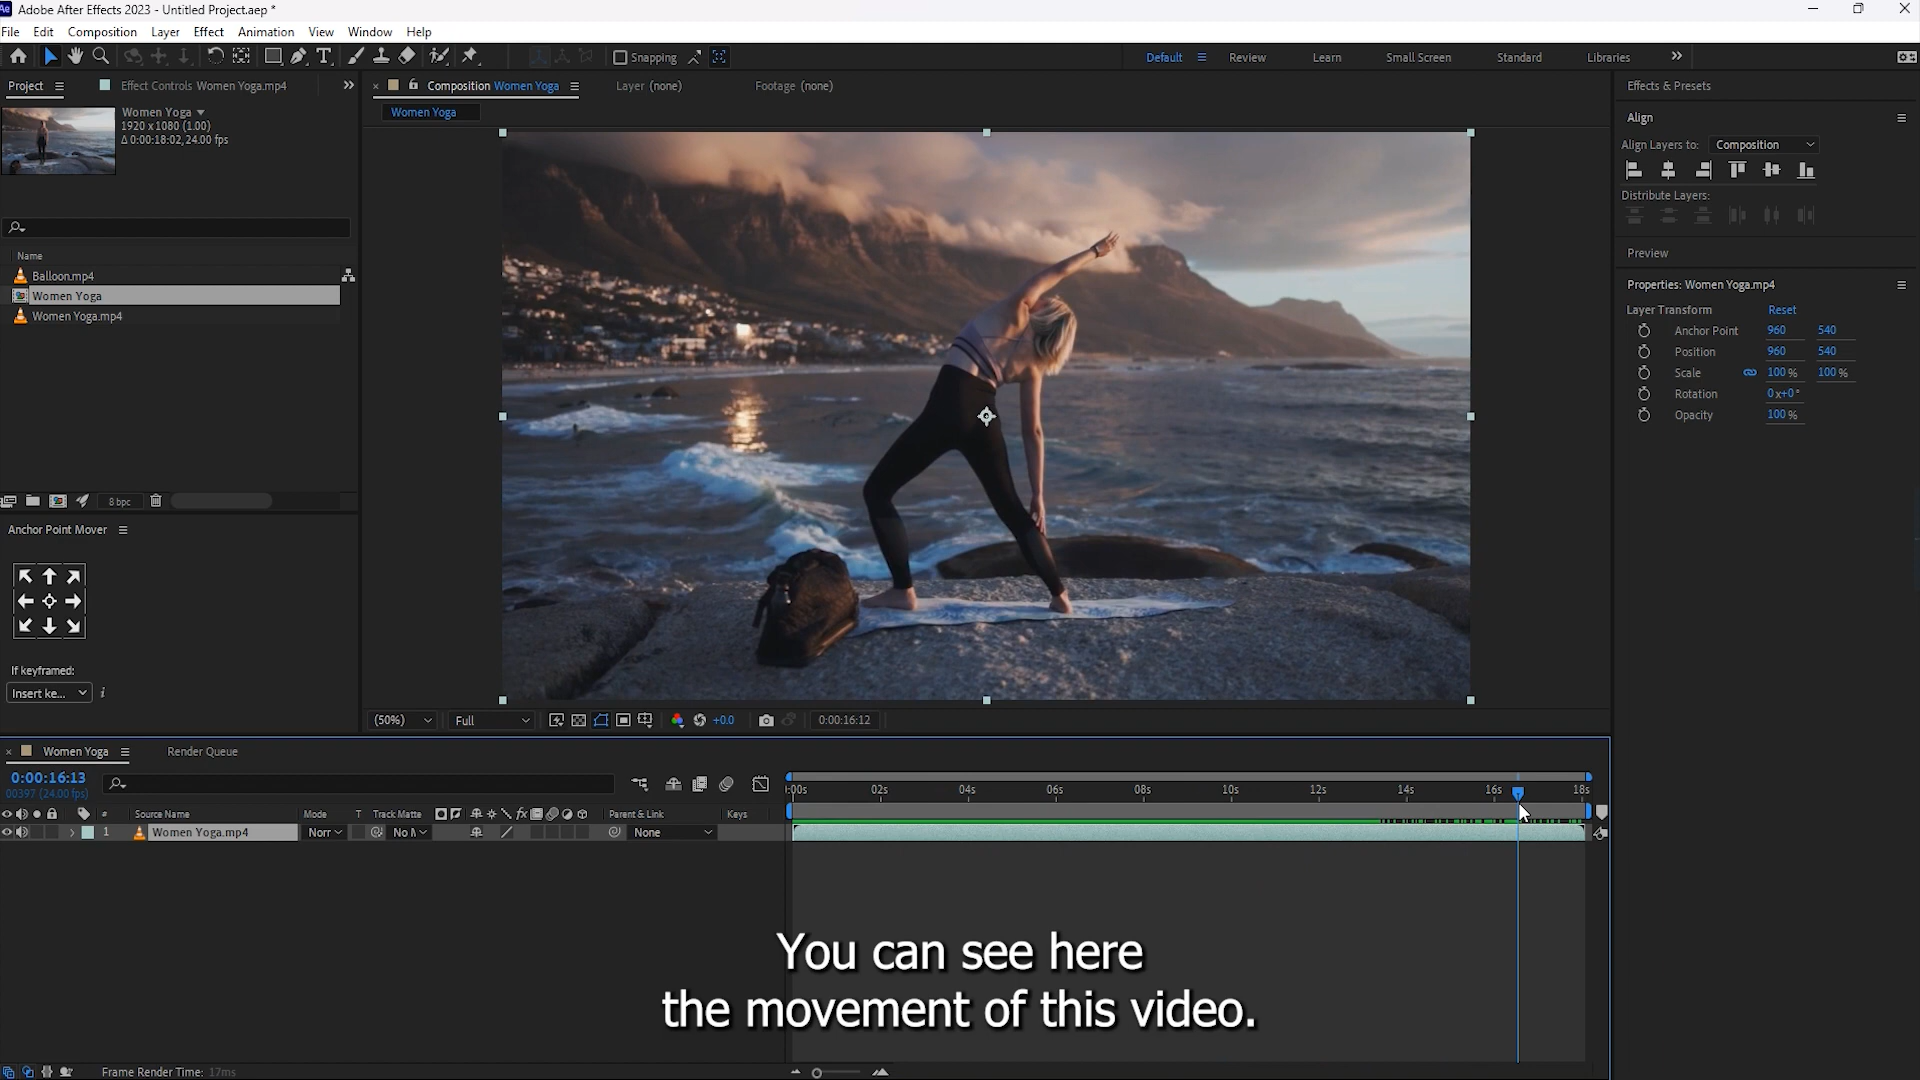 Adobe After Effects 2023 - Untitled Project.aep *
File Edit Composition Layer Effect Animation View Window Help
Snapping Default Review Learn Small Screen Standard Libraries
Project Effect Controls Women Yoga.mp4 Composition Women Yoga Layer (none) Footage (none) Effects & Presets
Women Yoga
1920 x 1080 (1.00)
Δ 0:00:18:02, 24.00 fps
Women Yoga
Align
Align Layers to: Composition
Distribute Layers:
Name
Balloon.mp4
Women Yoga
Women Yoga.mp4
Preview
Properties: Women Yoga.mp4
Layer Transform Reset
Anchor Point 960 540
Position 960 540
Scale 100 % 100 %
Rotation 0x+0°
Opacity 100 %
8 bpc
Anchor Point Mover
If keyframed:
Insert ke... i
(50%) Full +0.0 0:00:16:12
Women Yoga Render Queue
0:00:16:13
00397 (24.00 fps)
:00s 02s 04s 06s 08s 10s 12s 14s 16s 18s
# Source Name Mode T Track Matte fx Parent & Link Keys
1 Women Yoga.mp4 Norr No M None
You can see here
the movement of this video.
Frame Render Time: 17ms